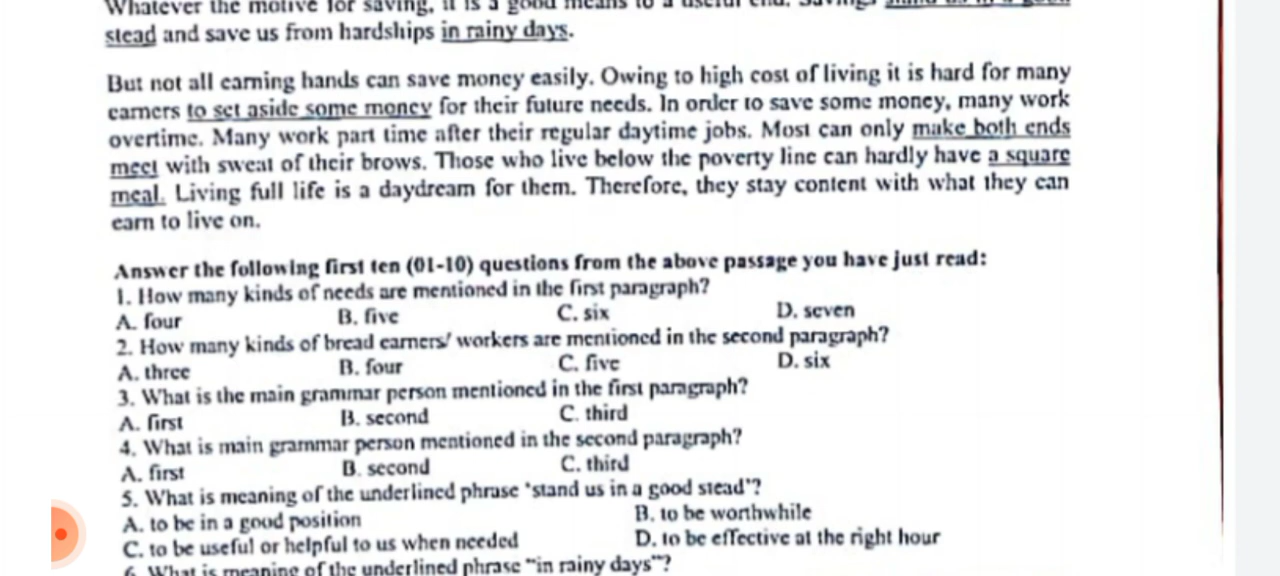 Whatever the motive for saving, it is a good means to a useful end.
stead and save us from hardships in rainy days.
But not all earning hands can save money easily. Owing to high cost of living it is hard for many
earners to set aside some money for their future needs. In order to save some money, many work
overtime. Many work part time after their regular daytime jobs. Most can only make both ends
meet with sweat of their brows. Those who live below the poverty line can hardly have a square
meal. Living full life is a daydream for them. Therefore, they stay content with what they can
earn to live on.
Answer the following first ten (01-10) questions from the above passage you have just read:
1. How many kinds of needs are mentioned in the first paragraph?
A. four B. five C. six D. seven
2. How many kinds of bread earners/ workers are mentioned in the second paragraph?
A. three B. four C. five D. six
3. What is the main grammar person mentioned in the first paragraph?
A. first B. second C. third
4. What is main grammar person mentioned in the second paragraph?
A. first B. second C. third
5. What is meaning of the underlined phrase 'stand us in a good stead'?
A. to be in a good position B. to be worthwhile
C. to be useful or helpful to us when needed D. to be effective at the right hour
6. What is meaning of the underlined phrase "in rainy days"?